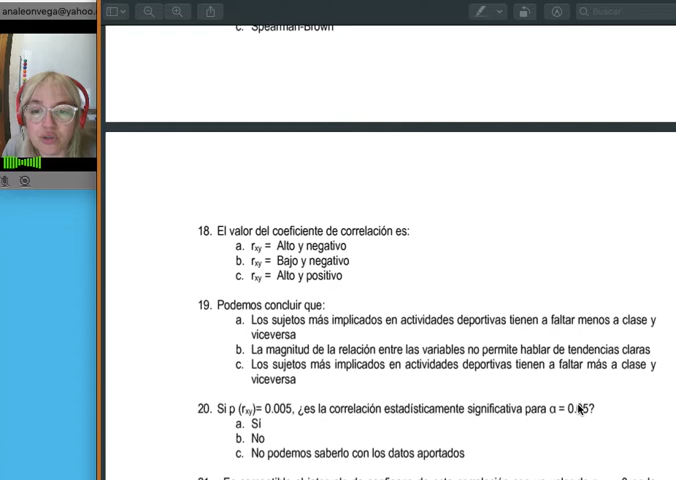 analeonvega@yahoo.
Buscar
c. Spearman-Brown
18. El valor del coeficiente de correlación es:
a. rxy = Alto y negativo
b. rxy = Bajo y negativo
c. rxy = Alto y positivo
19. Podemos concluir que:
a. Los sujetos más implicados en actividades deportivas tienen a faltar menos a clase y
viceversa
b. La magnitud de la relación entre las variables no permite hablar de tendencias claras
c. Los sujetos más implicados en actividades deportivas tienen a faltar más a clase y
viceversa
20. Si p (rxy)= 0.005, ¿es la correlación estadísticamente significativa para α = 0.05?
a. Sí
b. No
c. No podemos saberlo con los datos aportados